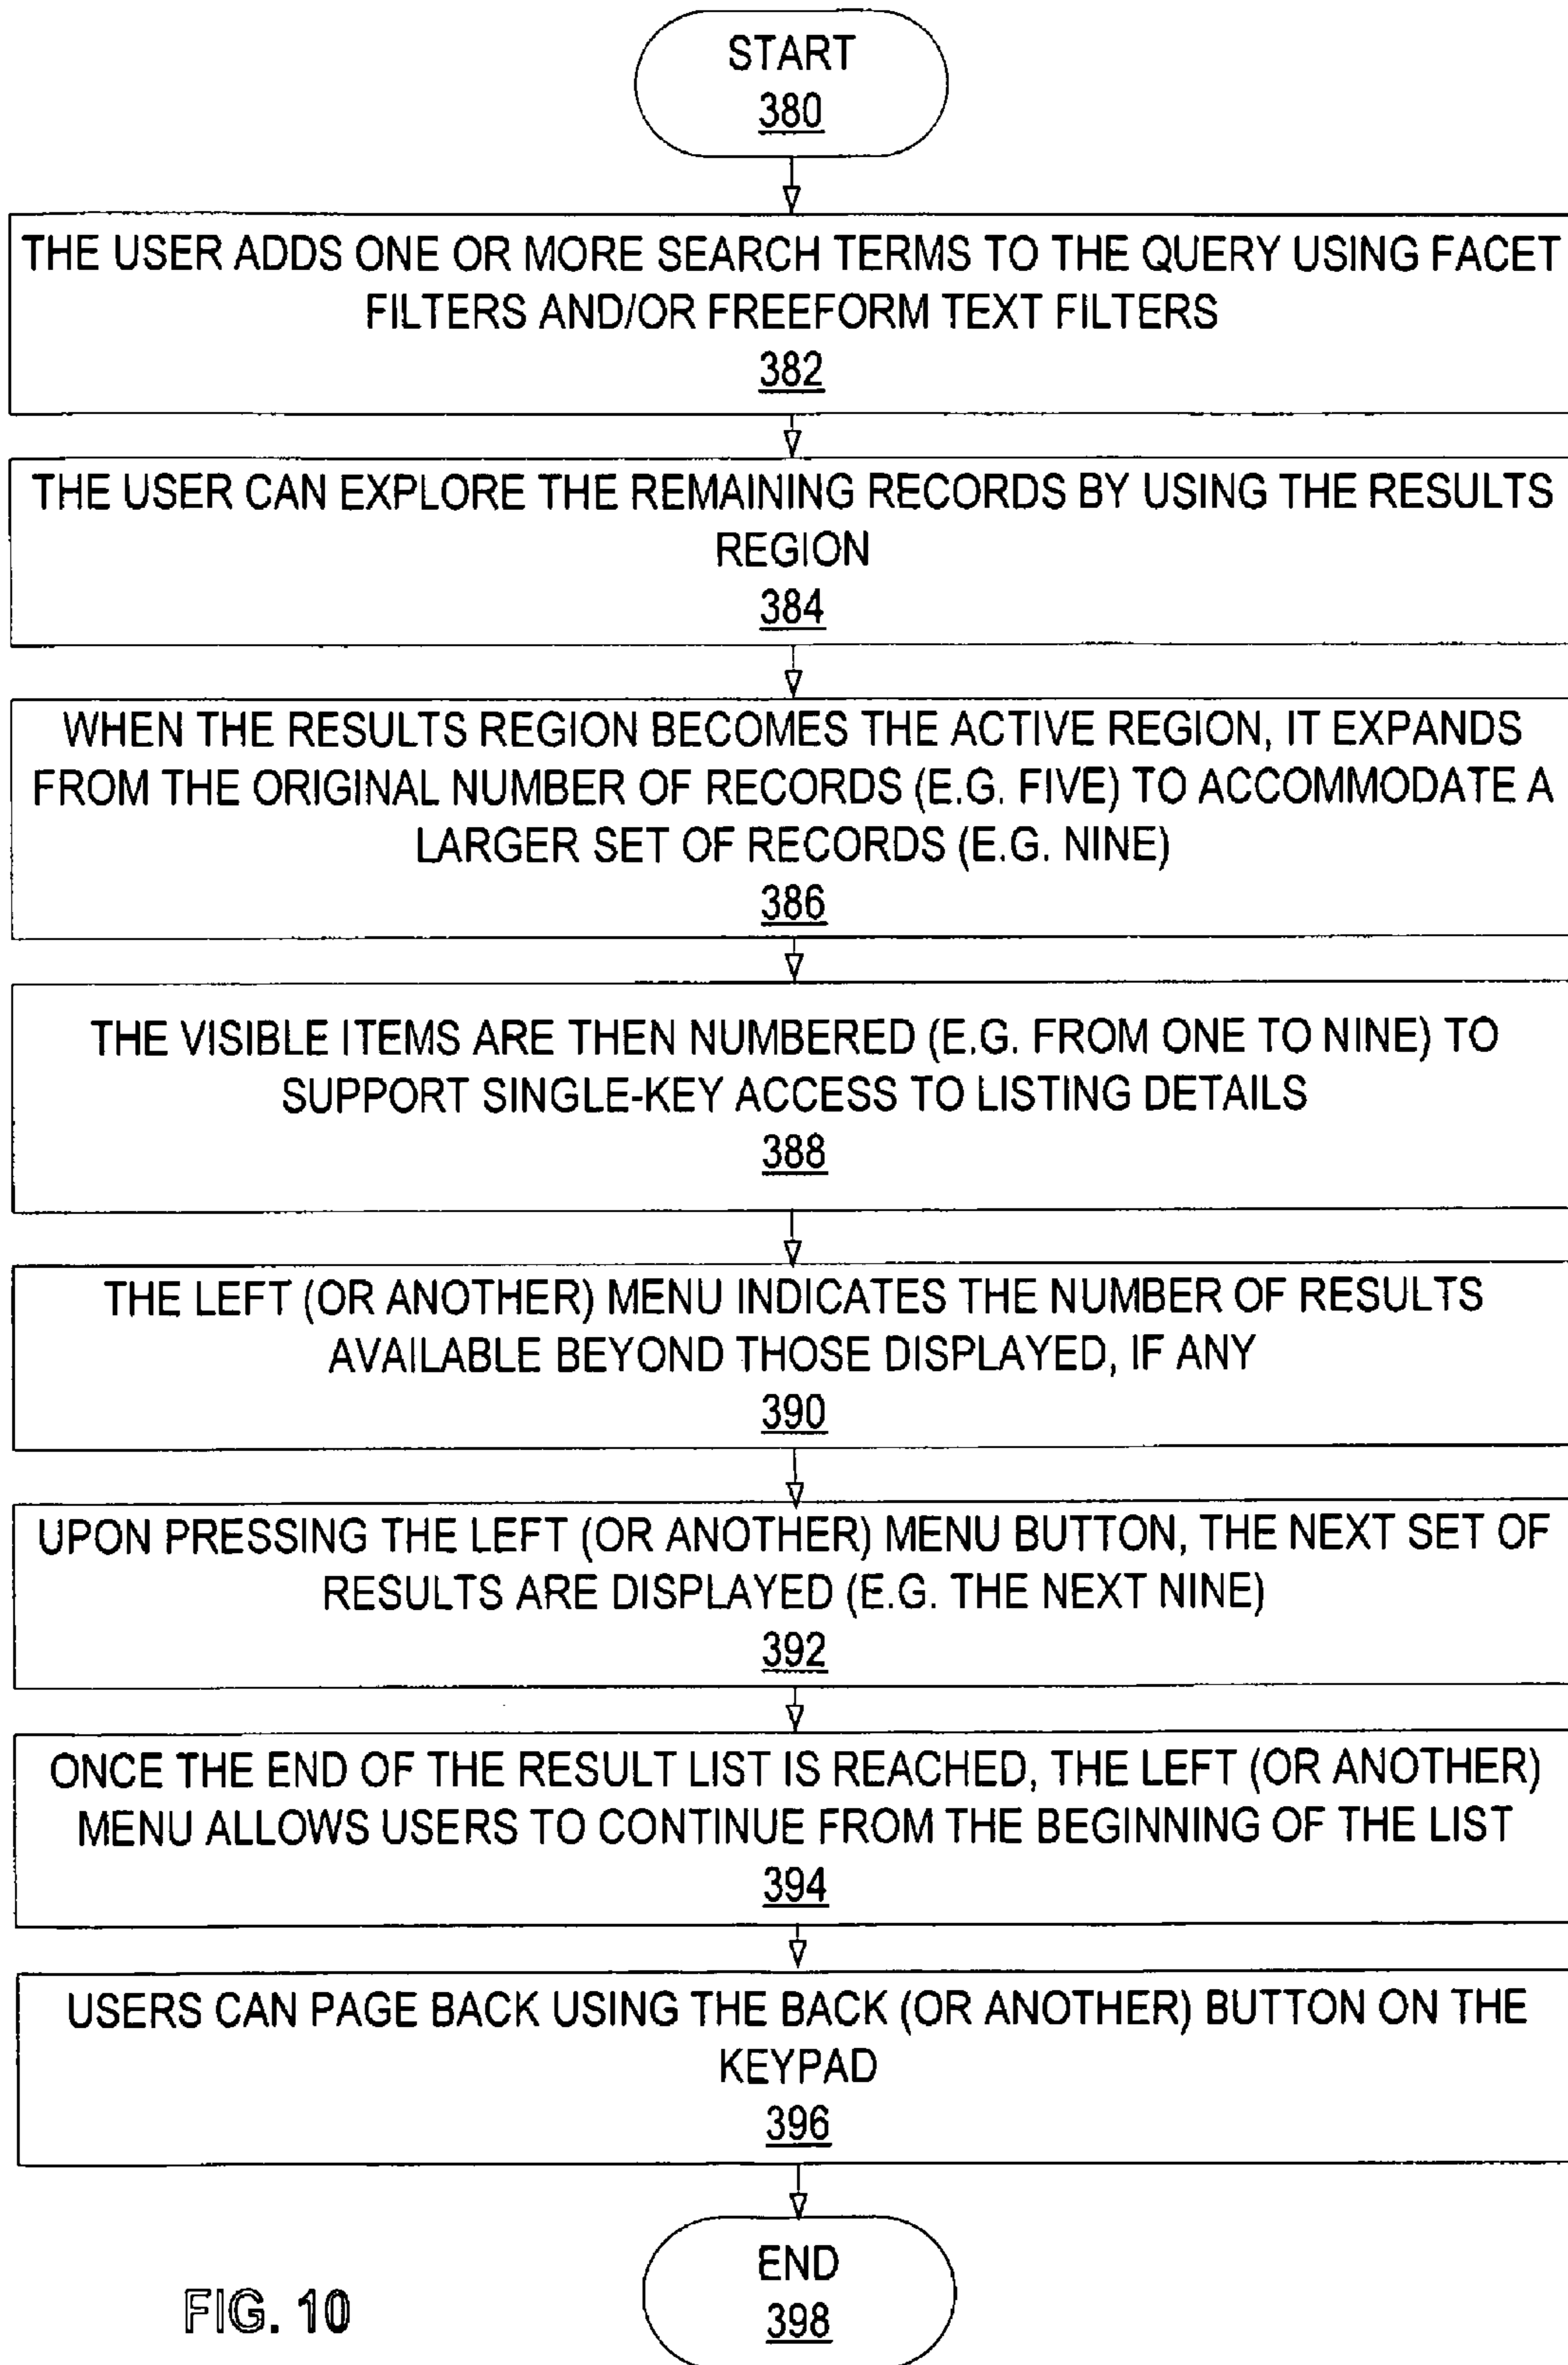 START
380
THE USER ADDS ONE OR MORE SEARCH TERMS TO THE QUERY USING FACET
FILTERS AND/OR FREEFORM TEXT FILTERS
382
THE USER CAN EXPLORE THE REMAINING RECORDS BY USING THE RESULTS
REGION
384
WHEN THE RESULTS REGION BECOMES THE ACTIVE REGION, IT EXPANDS
FROM THE ORIGINAL NUMBER OF RECORDS (E.G. FIVE) TO ACCOMMODATE A
LARGER SET OF RECORDS (E.G. NINE)
386
THE VISIBLE ITEMS ARE THEN NUMBERED (E.G. FROM ONE TO NINE) TO
SUPPORT SINGLE-KEY ACCESS TO LISTING DETAILS
388
THE LEFT (OR ANOTHER) MENU INDICATES THE NUMBER OF RESULTS
AVAILABLE BEYOND THOSE DISPLAYED, IF ANY
390
UPON PRESSING THE LEFT (OR ANOTHER) MENU BUTTON, THE NEXT SET OF
RESULTS ARE DISPLAYED (E.G. THE NEXT NINE)
392
ONCE THE END OF THE RESULT LIST IS REACHED, THE LEFT (OR ANOTHER)
MENU ALLOWS USERS TO CONTINUE FROM THE BEGINNING OF THE LIST
394
USERS CAN PAGE BACK USING THE BACK (OR ANOTHER) BUTTON ON THE
KEYPAD
396
END
398
FIG. 10